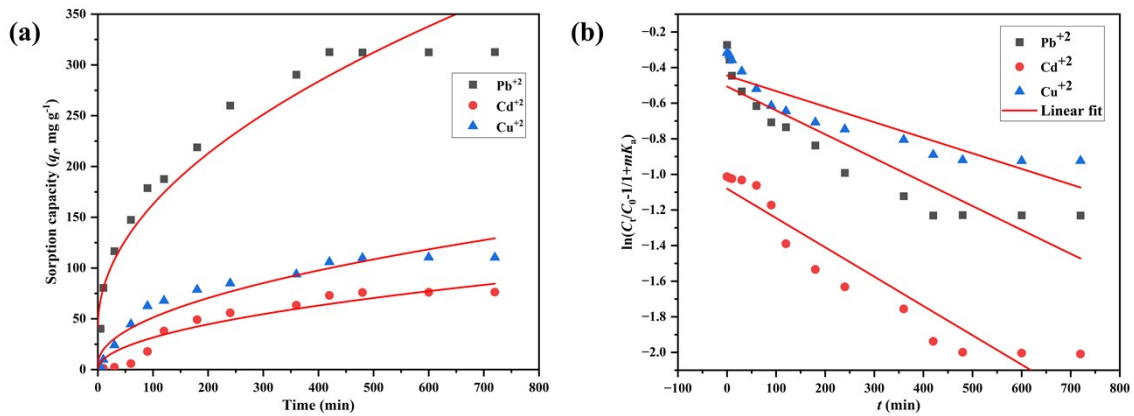 (a)
Sorption capacity (qₜ, mg g⁻¹)
350
300
250
200
150
100
50
0
Pb⁺²
Cd⁺²
Cu⁺²
0 100 200 300 400 500 600 700 800
Time (min)
(b)
ln(Cₜ/C₀-1/1+mKₐ)
−0.2
−0.4
−0.6
−0.8
−1.0
−1.2
−1.4
−1.6
−1.8
−2.0
Pb⁺²
Cd⁺²
Cu⁺²
Linear fit
−100 0 100 200 300 400 500 600 700 800
t (min)